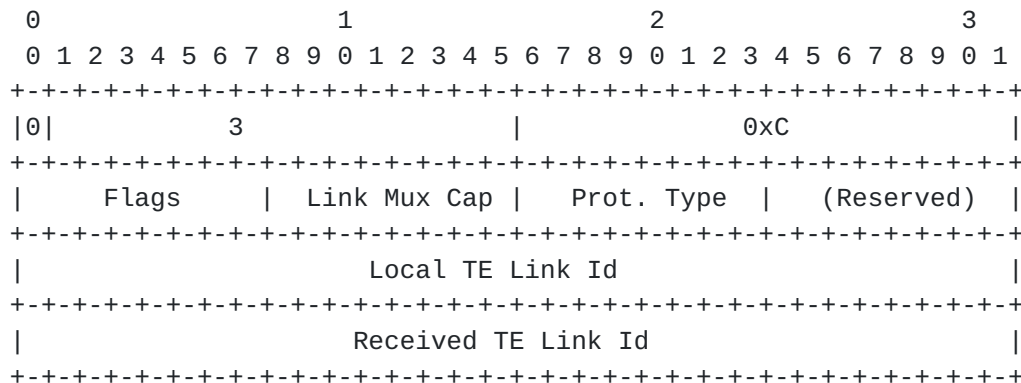 0                   1                   2                   3
 0 1 2 3 4 5 6 7 8 9 0 1 2 3 4 5 6 7 8 9 0 1 2 3 4 5 6 7 8 9 0 1
+-+-+-+-+-+-+-+-+-+-+-+-+-+-+-+-+-+-+-+-+-+-+-+-+-+-+-+-+-+-+-+-+
|0|           3                 |              0xC              |
+-+-+-+-+-+-+-+-+-+-+-+-+-+-+-+-+-+-+-+-+-+-+-+-+-+-+-+-+-+-+-+-+
|     Flags     |  Link Mux Cap |   Prot. Type  |   (Reserved)  |
+-+-+-+-+-+-+-+-+-+-+-+-+-+-+-+-+-+-+-+-+-+-+-+-+-+-+-+-+-+-+-+-+
|                      Local TE Link Id                         |
+-+-+-+-+-+-+-+-+-+-+-+-+-+-+-+-+-+-+-+-+-+-+-+-+-+-+-+-+-+-+-+-+
|                     Received TE Link Id                       |
+-+-+-+-+-+-+-+-+-+-+-+-+-+-+-+-+-+-+-+-+-+-+-+-+-+-+-+-+-+-+-+-+